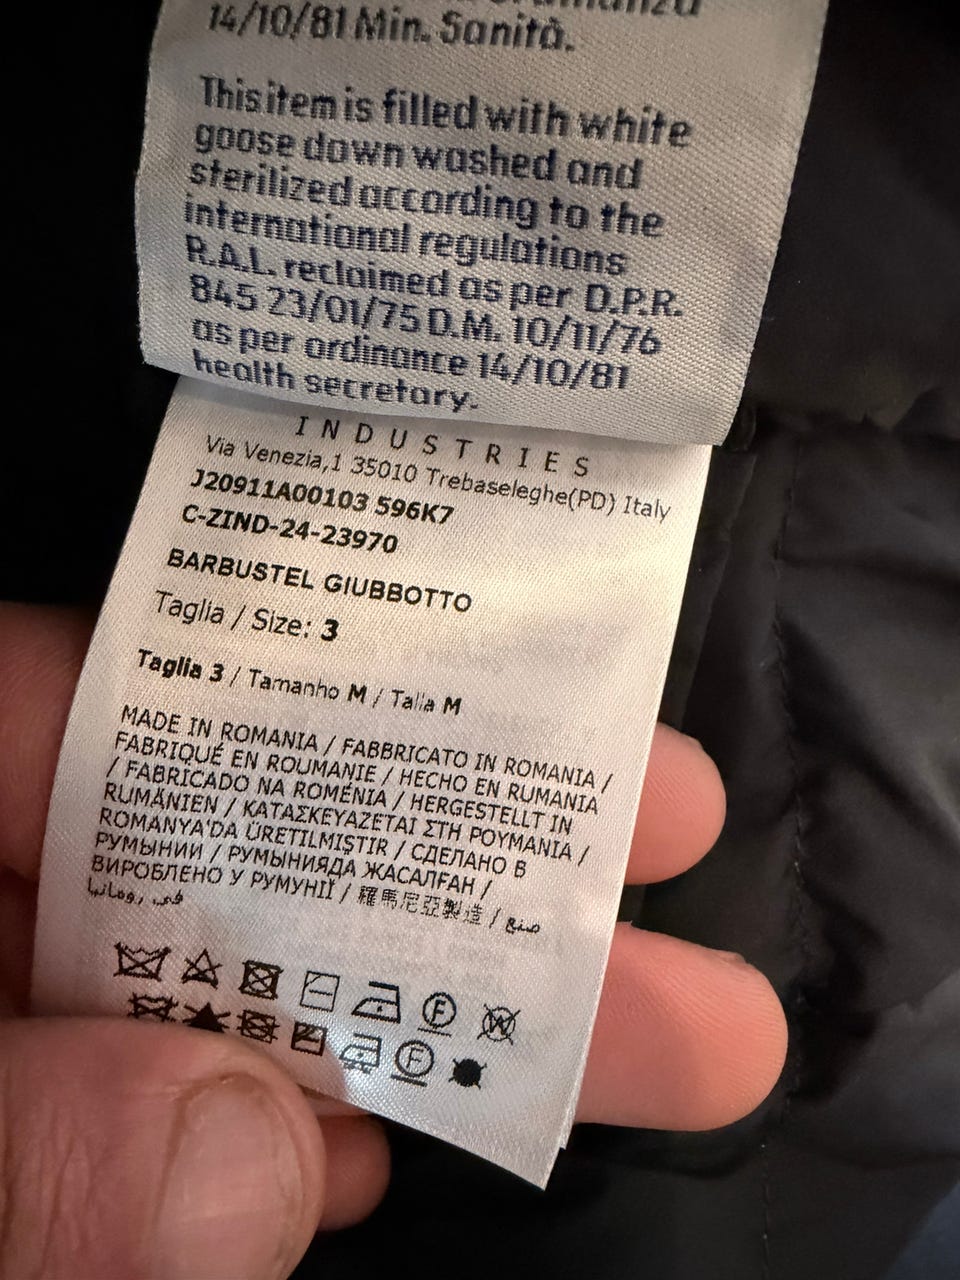 14/10/81 Min. Sanità.
This item is filled with white
goose down washed and
sterilized according to the
international regulations
R.A.L. reclaimed as per D.P.R.
845 23/01/75 D.M. 10/11/76
as per ordinance 14/10/81
health secretary.
INDUSTRIES
Via Venezia,1 35010 Trebaseleghe(PD) Italy
J20911A00103 596K7
C-ZIND-24-23970
BARBUSTEL GIUBBOTTO
Taglia / Size: 3
Taglia 3 / Tamanho M / Talla M
MADE IN ROMANIA / FABBRICATO IN ROMANIA /
FABRIQUÉ EN ROUMANIE / HECHO EN RUMANIA
/ FABRICADO NA ROMÉNIA / HERGESTELLT IN
RUMÄNIEN / ΚΑΤΑΣΚΕΥΑΖΕΤΑΙ ΣΤΗ ΡΟΥΜΑΝΙΑ /
ROMANYA'DA ÜRETILMIŞTIR / СДЕЛАНО В
РУМЫНИИ / РУМЫНИЯДА ЖАСАЛҒАН /
ВИРОБЛЕНО У РУМУНІЇ / 羅馬尼亞製造 / صنع
في رومانيا
F W
F